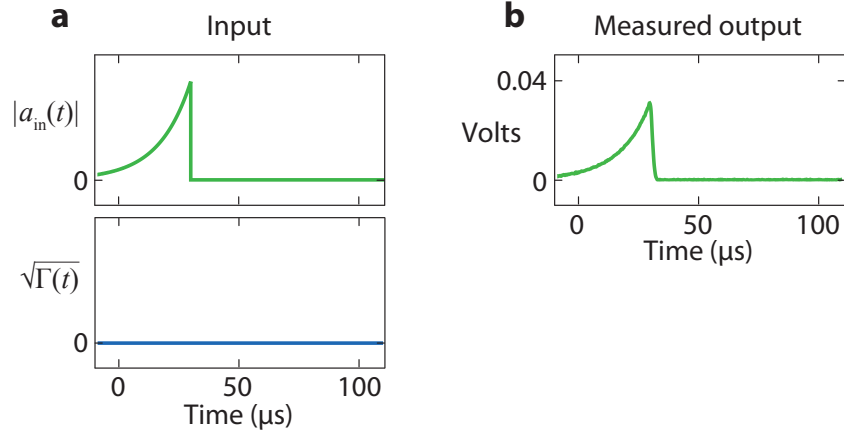 a Input
|a_in(t)|
0
√Γ(t)
0
0 50 100
Time (μs)
b Measured output
0.04
Volts
0
0 50 100
Time (μs)